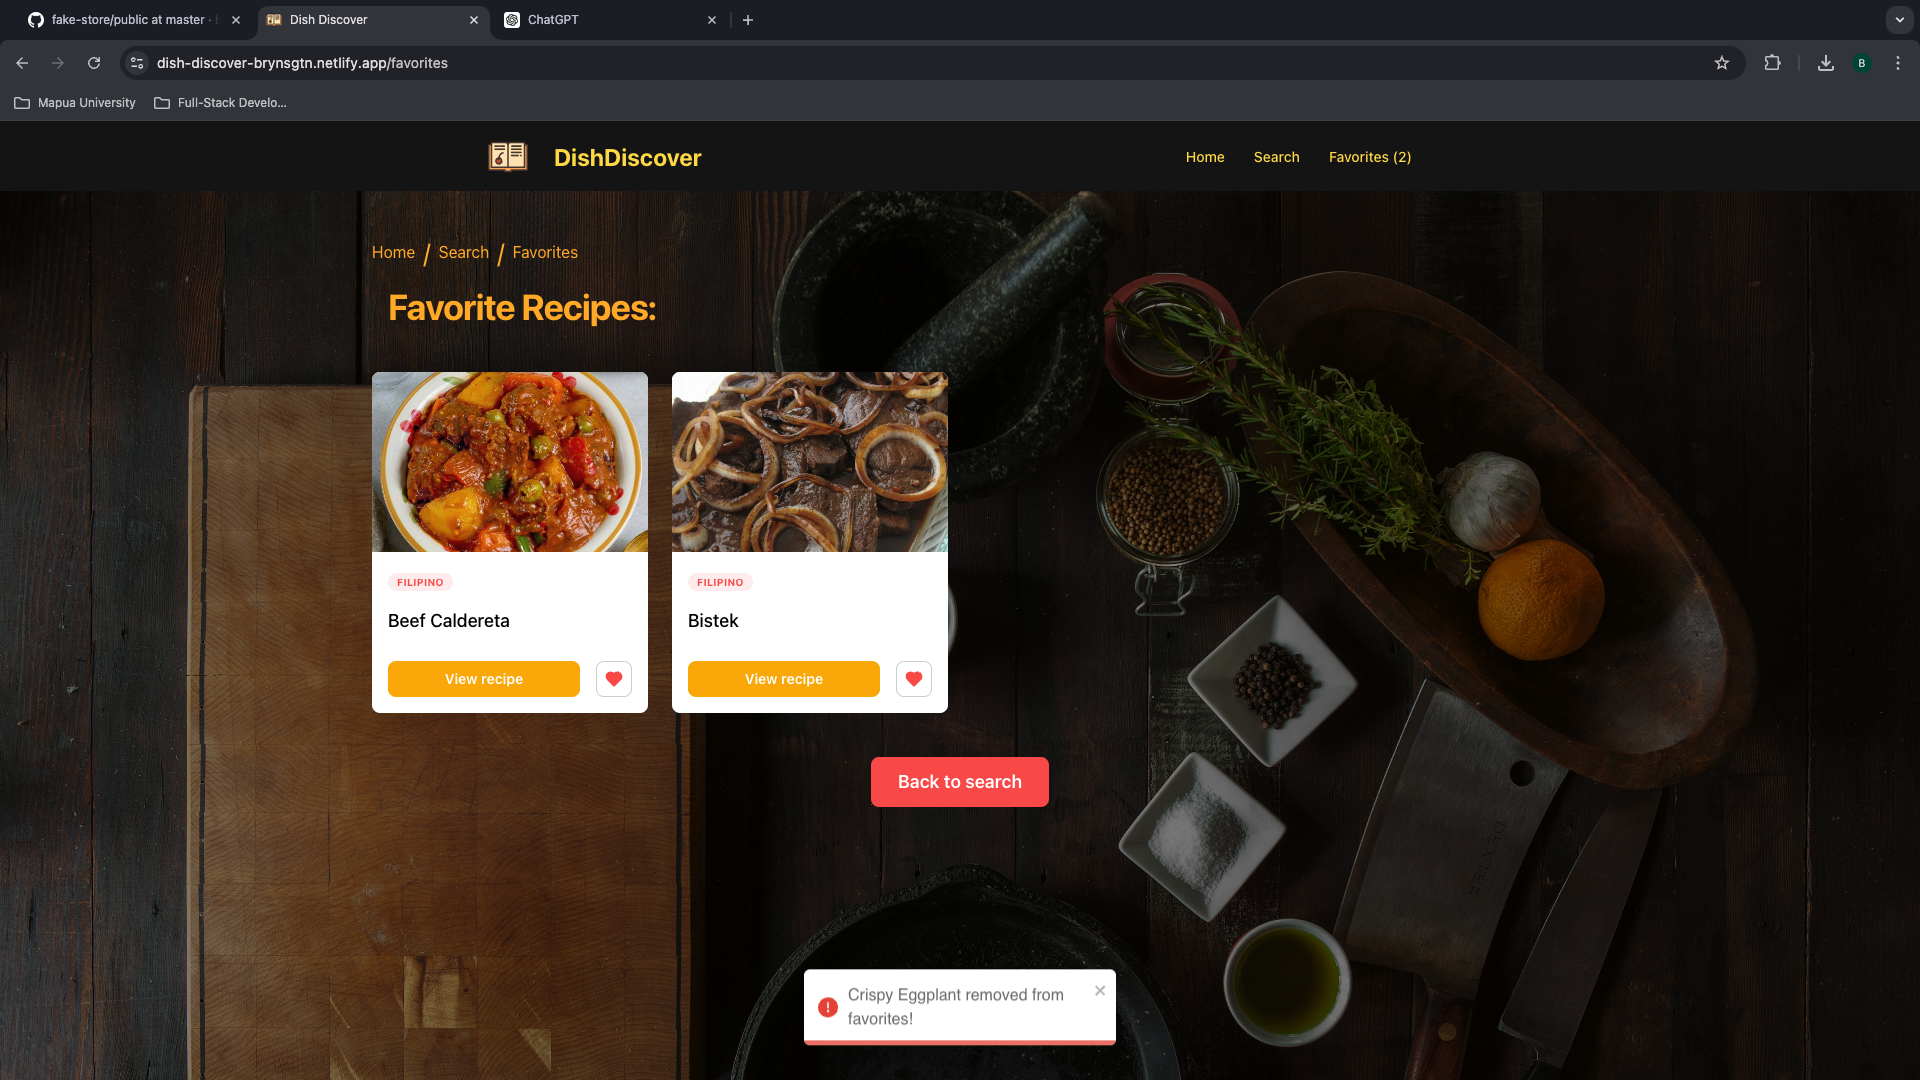 fake-store/public at master ·
Dish Discover
ChatGPT
dish-discover-brynsgtn.netlify.app/favorites
B
Mapua University
Full-Stack Develo...
DishDiscover
Home
Search
Favorites (2)
Home / Search / Favorites
Favorite Recipes:
FILIPINO
Beef Caldereta
View recipe
FILIPINO
Bistek
View recipe
Back to search
DEXTER
Crispy Eggplant removed from
favorites!